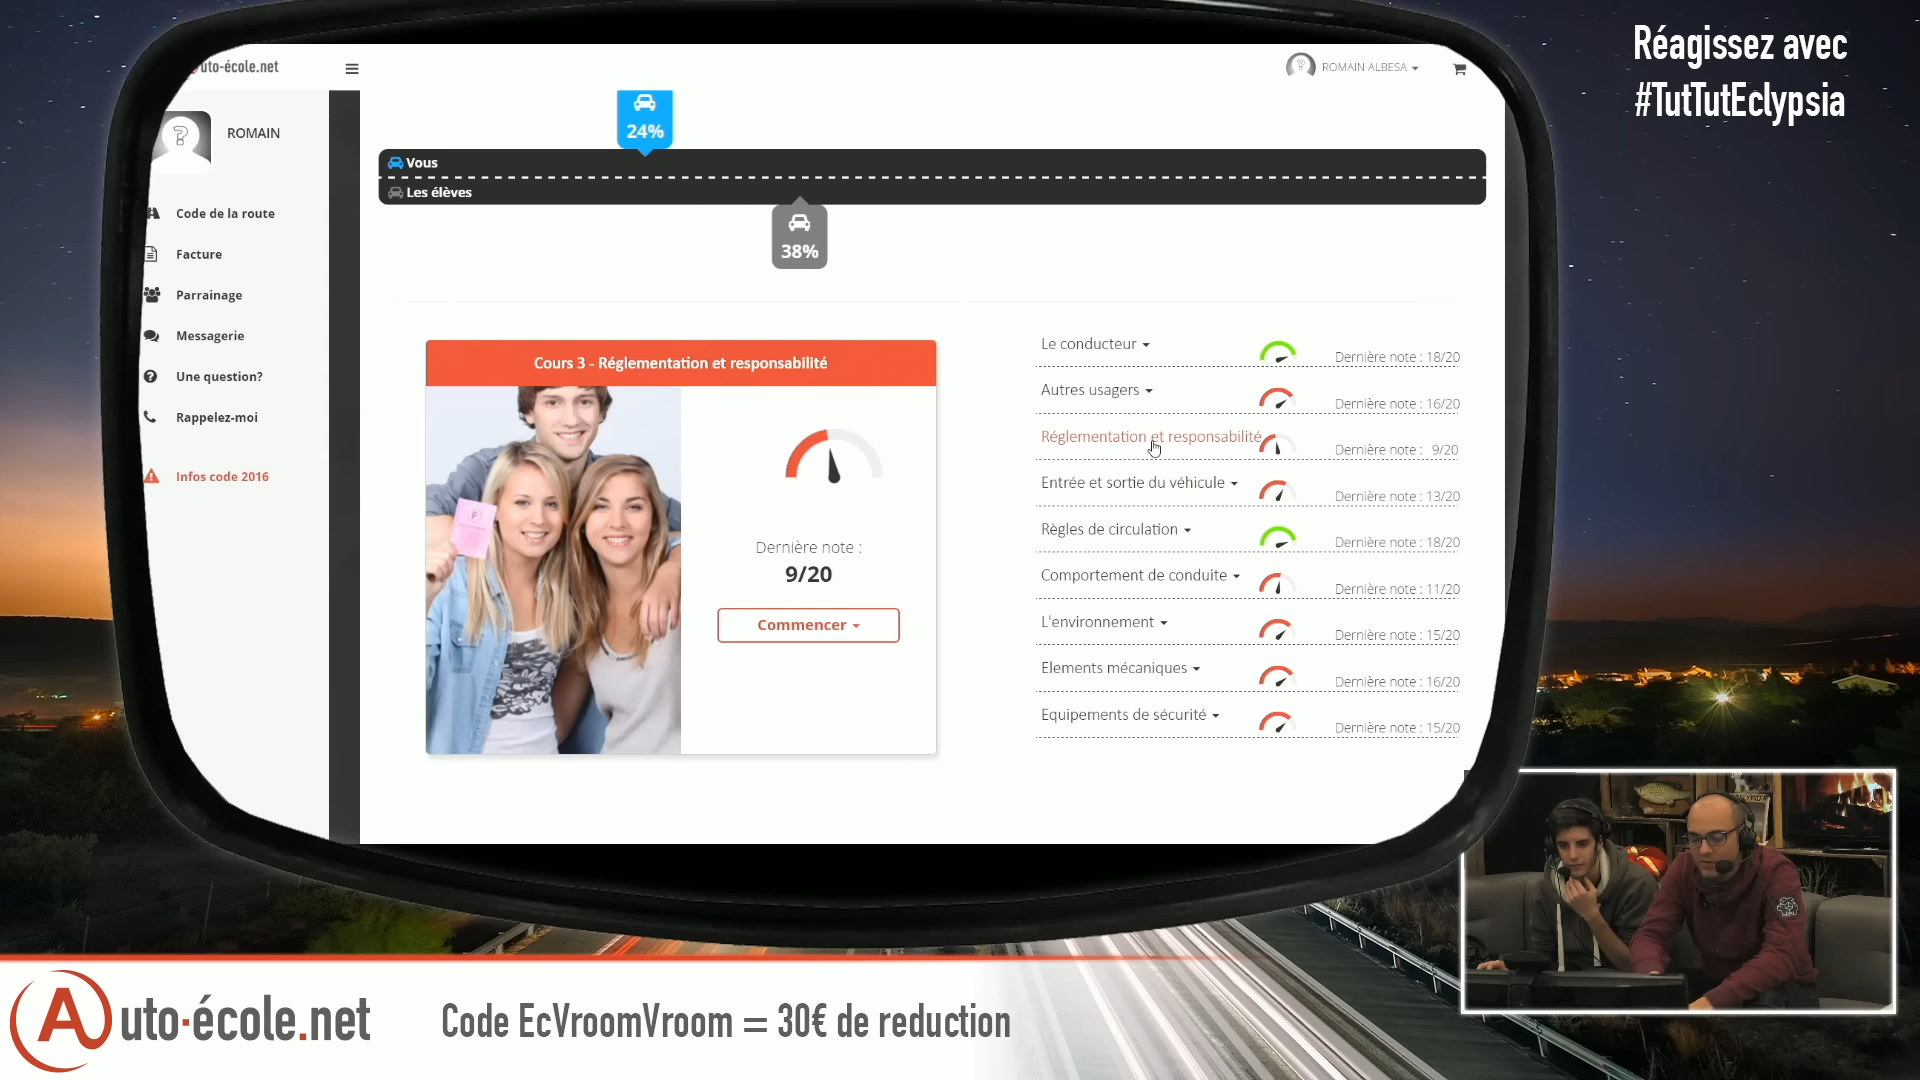 Réagissez avec
#TutTutEclypsia
uto-école.net
ROMAIN ALBESA
ROMAIN
Code de la route
Facture
Parrainage
Messagerie
Une question?
Rappelez-moi
Infos code 2016
24%
Vous
Les élèves
38%
Cours 3 - Réglementation et responsabilité
Dernière note :
9/20
Commencer
Le conducteur
Dernière note : 18/20
Autres usagers
Dernière note : 16/20
Réglementation et responsabilité
Dernière note : 9/20
Entrée et sortie du véhicule
Dernière note : 13/20
Règles de circulation
Dernière note : 18/20
Comportement de conduite
Dernière note : 11/20
L'environnement
Dernière note : 15/20
Elements mécaniques
Dernière note : 16/20
Equipements de sécurité
Dernière note : 15/20
Auto-école.net
Code EcVroomVroom = 30€ de reduction